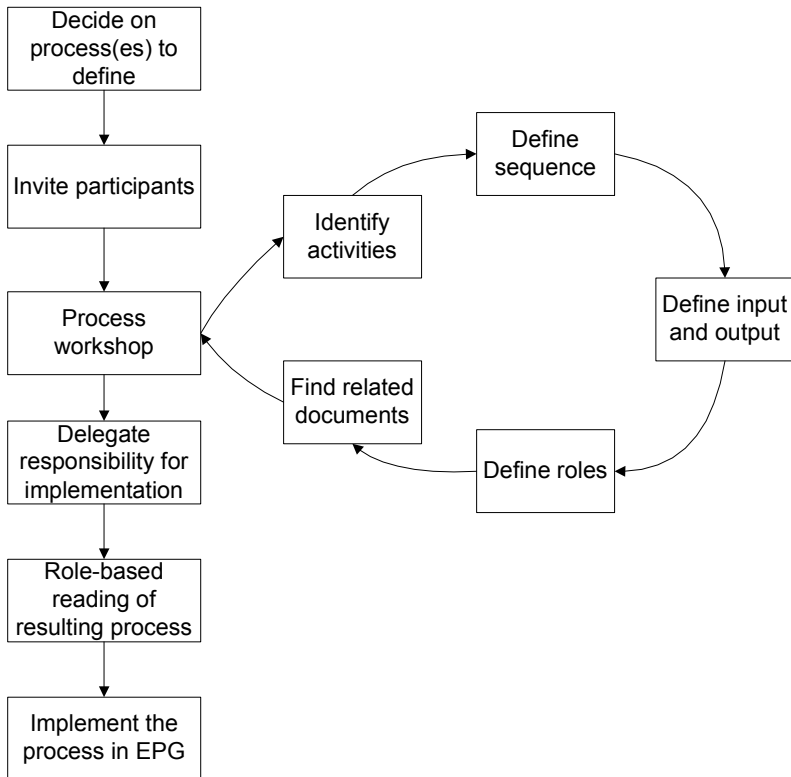 Decide on
process(es) to
define
Invite participants
Process
workshop
Delegate
responsibility for
implementation
Role-based
reading of
resulting process
Implement the
process in EPG
Identify
activities
Define
sequence
Define input
and output
Define roles
Find related
documents